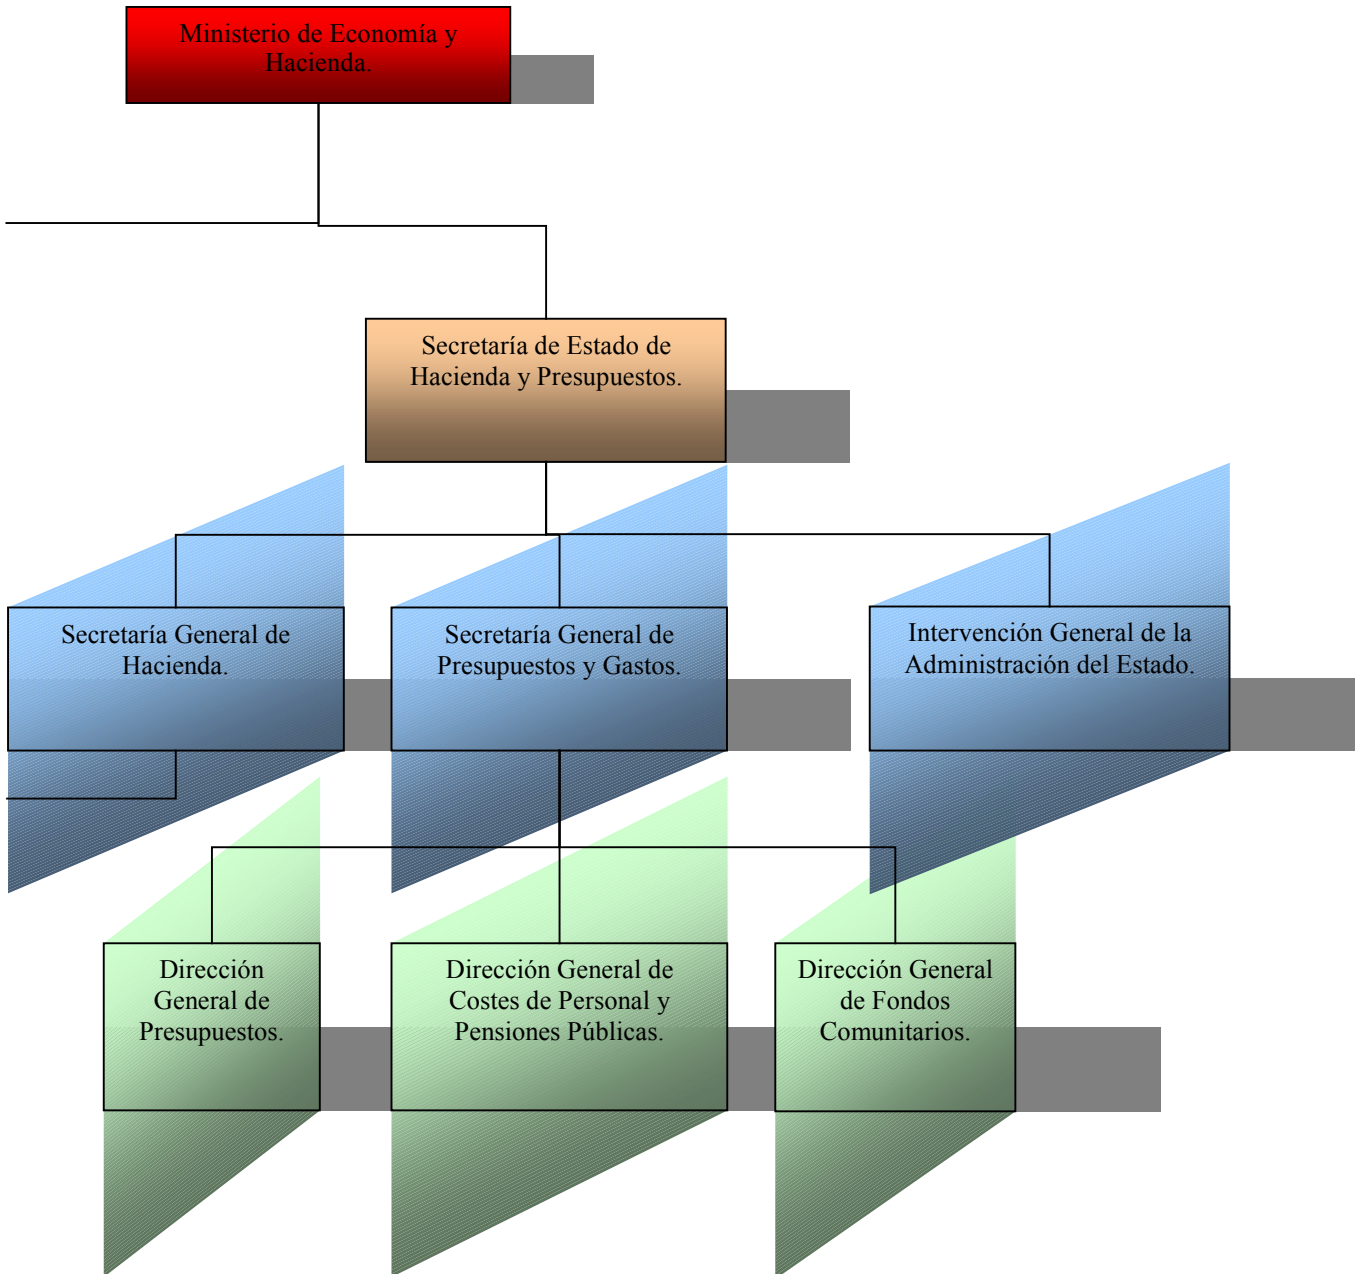 Ministerio de Economía y
Hacienda.
Secretaría de Estado de
Hacienda y Presupuestos.
Secretaría General de
Hacienda.
Secretaría General de
Presupuestos y Gastos.
Intervención General de la
Administración del Estado.
Dirección
General de
Presupuestos.
Dirección General de
Costes de Personal y
Pensiones Públicas.
Dirección General
de Fondos
Comunitarios.